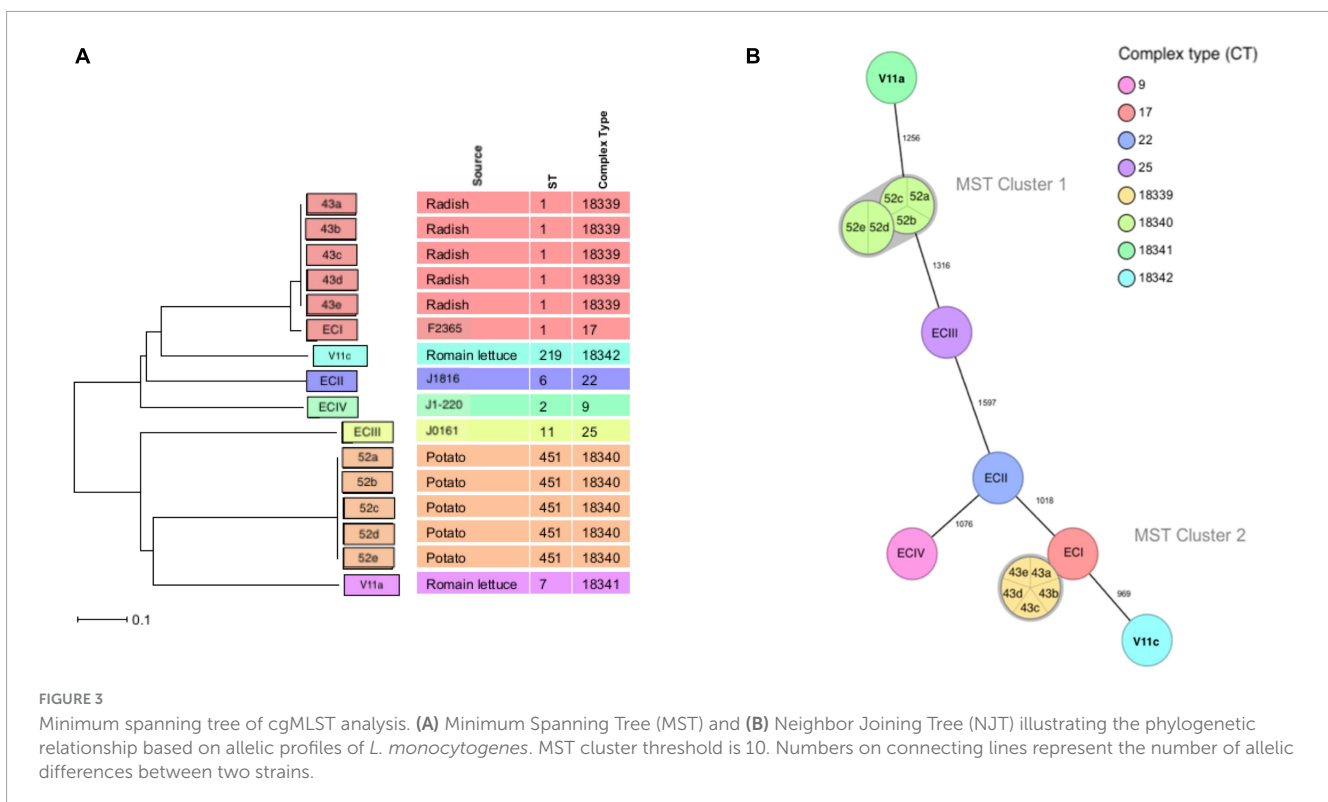 A
Source
ST
Complex Type
43a Radish 1 18339
43b Radish 1 18339
43c Radish 1 18339
43d Radish 1 18339
43e Radish 1 18339
ECI F2365 1 17
V11c Romain lettuce 219 18342
ECII J1816 6 22
ECIV J1-220 2 9
ECIII J0161 11 25
52a Potato 451 18340
52b Potato 451 18340
52c Potato 451 18340
52d Potato 451 18340
52e Potato 451 18340
V11a Romain lettuce 7 18341
0.1
B
V11a
1256
MST Cluster 1
52c 52a
52b
52e 52d
1316
ECIII
1597
ECII
1076
1018
MST Cluster 2
ECIV
ECI
43e 43a
43d 43b
43c
969
V11c
Complex type (CT)
9
17
22
25
18339
18340
18341
18342
FIGURE 3
Minimum spanning tree of cgMLST analysis. (A) Minimum Spanning Tree (MST) and (B) Neighbor Joining Tree (NJT) illustrating the phylogenetic
relationship based on allelic profiles of L. monocytogenes. MST cluster threshold is 10. Numbers on connecting lines represent the number of allelic
differences between two strains.